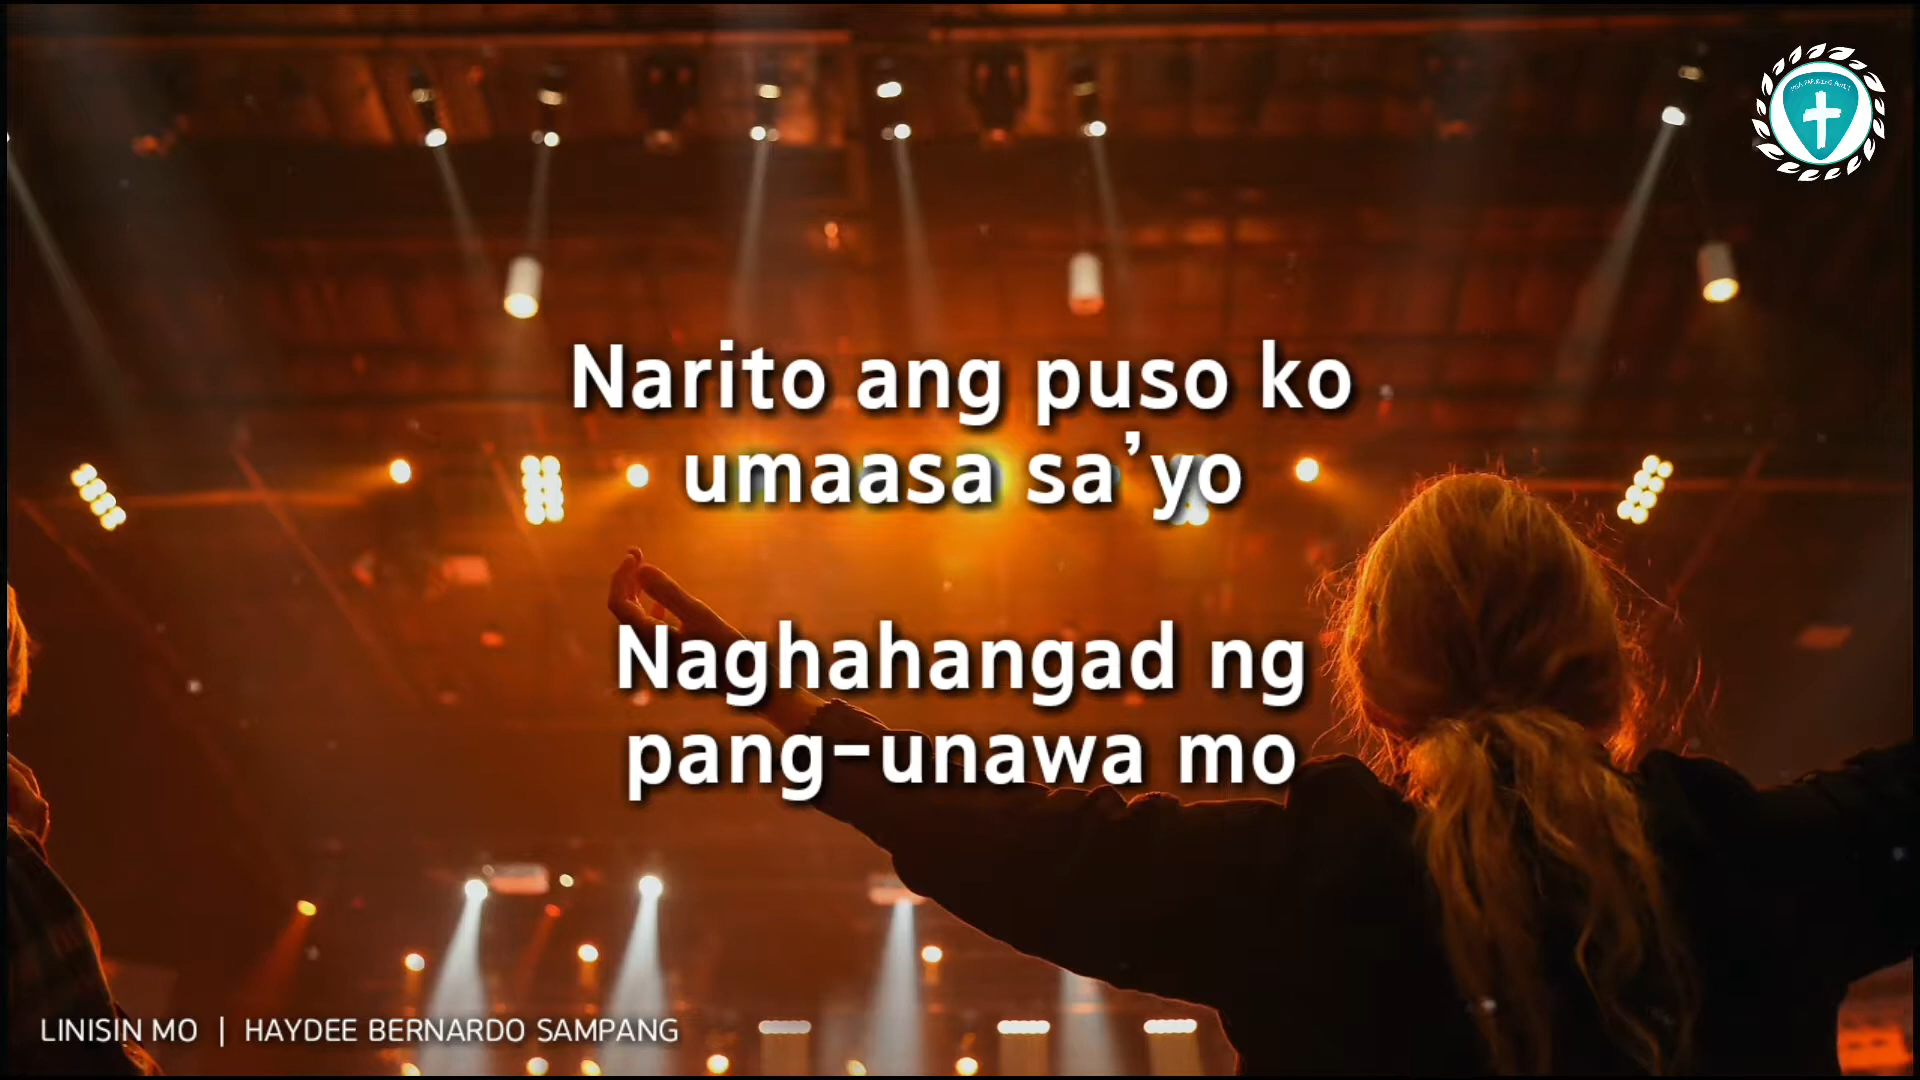 Narito ang puso ko
umaasa sa’yo
Naghahangad ng
pang-unawa mo
LINISIN MO | HAYDEE BERNARDO SAMPANG